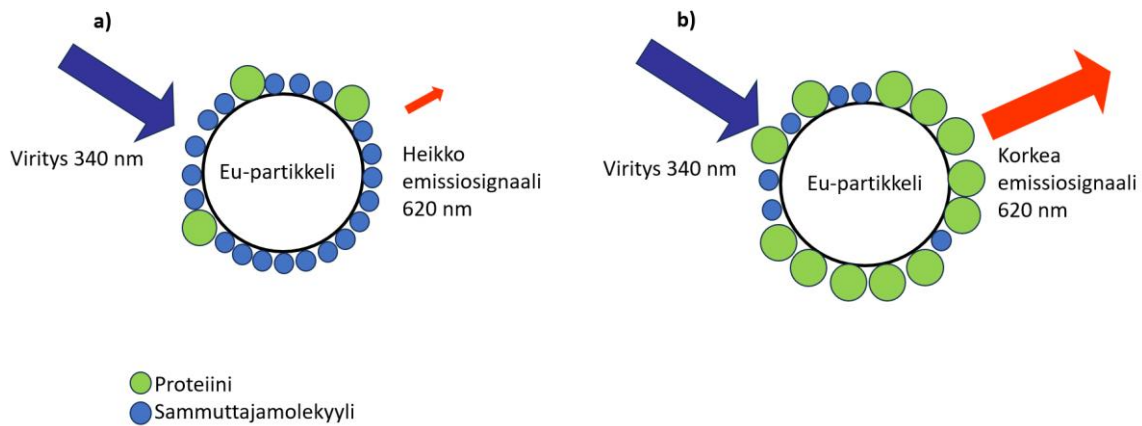 a)
Viritys 340 nm
Eu-partikkeli
Heikko
emissiosignaali
620 nm
b)
Viritys 340 nm
Eu-partikkeli
Korkea
emissiosignaali
620 nm
Proteiini
Sammuttajamolekyyli